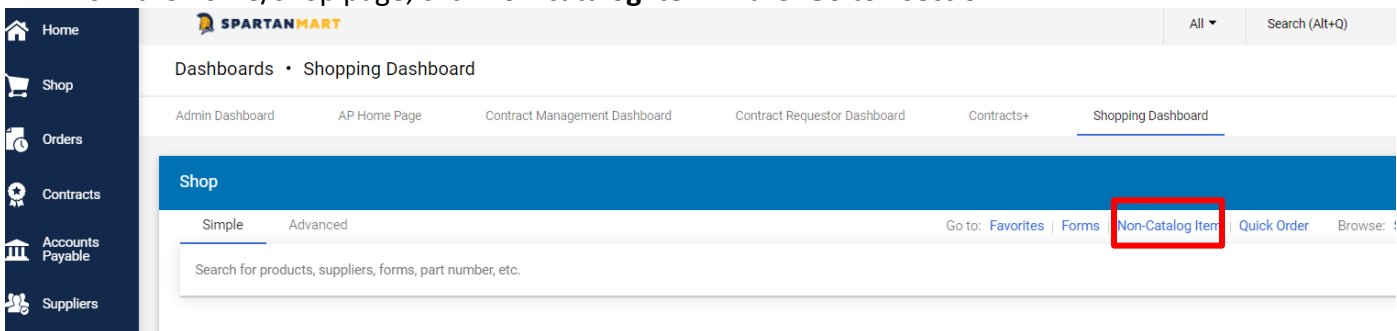 page,
SPARTANMART
All
Search (Alt+Q)
Home
Dashboards • Shopping Dashboard
Shop
Admin Dashboard
AP Home Page
Contract Management Dashboard
Contract Requestor Dashboard
Contracts+
Shopping Dashboard
Orders
Shop
Contracts
Simple
Advanced
Go to: Favorites | Forms | Non-Catalog Item | Quick Order
Browse:
Accounts
Payable
Search for products, suppliers, forms, part number, etc.
Suppliers